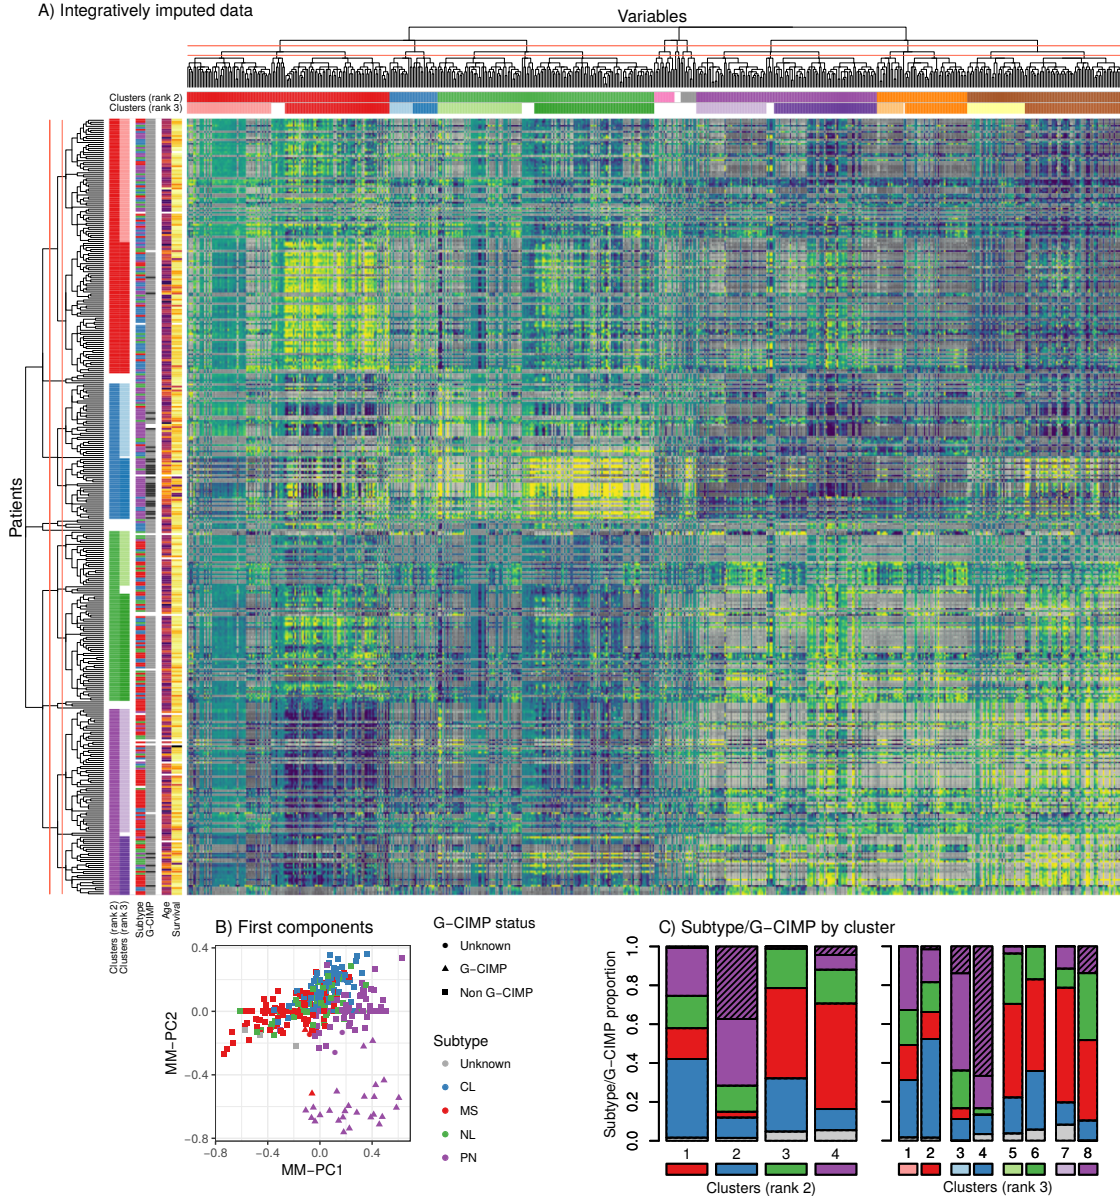 A) Integratively imputed data
Variables
Clusters (rank 2)
Clusters (rank 3)
Patients
Clusters (rank 2)
Clusters (rank 3)
Subtype
G−CIMP
Age
Survival
B) First components
0.4
0.0
−0.4
−0.8
MM−PC2
−0.8
−0.4
0.0
0.4
MM−PC1
G−CIMP status
Unknown
G−CIMP
Non G−CIMP
Subtype
Unknown
CL
MS
NL
PN
C) Subtype/G−CIMP by cluster
Subtype/G−CIMP proportion
1.0
0.8
0.6
0.4
0.2
0.0
1 2 3 4
Clusters (rank 2)
1 2 3 4 5 6 7 8
Clusters (rank 3)